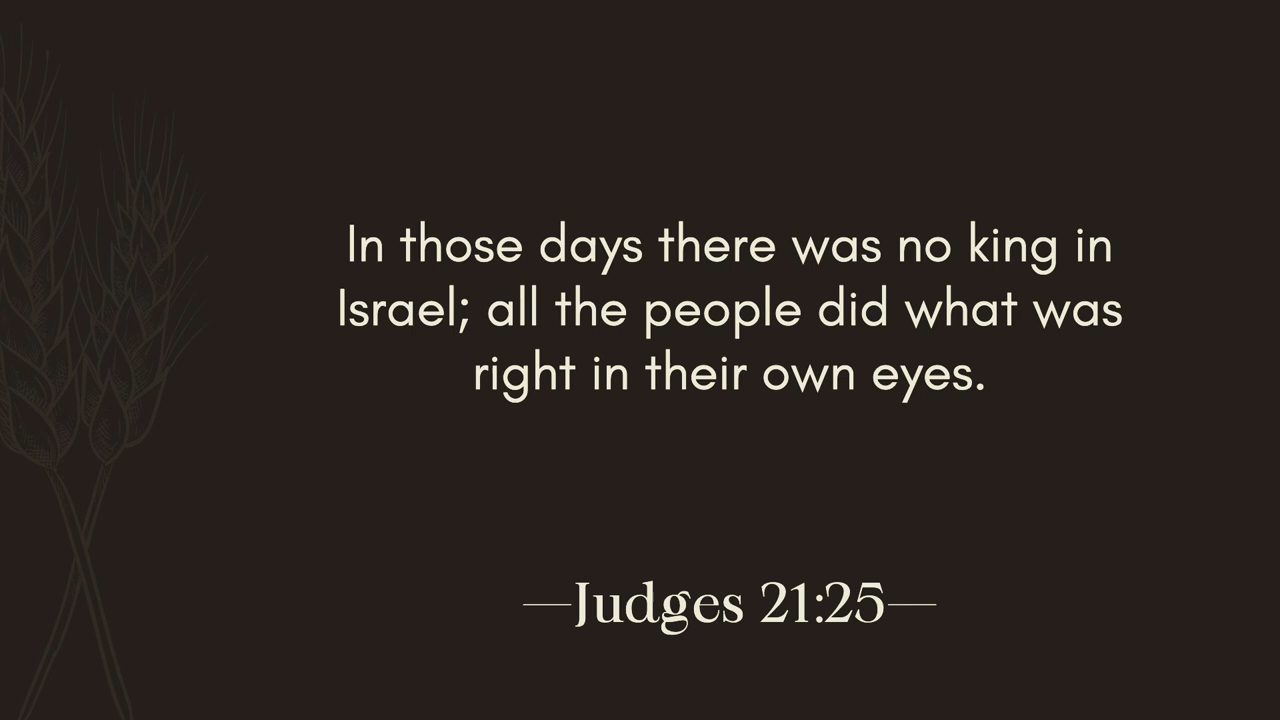 In those days there was no king in
Israel; all the people did what was
right in their own eyes.
—Judges 21:25—